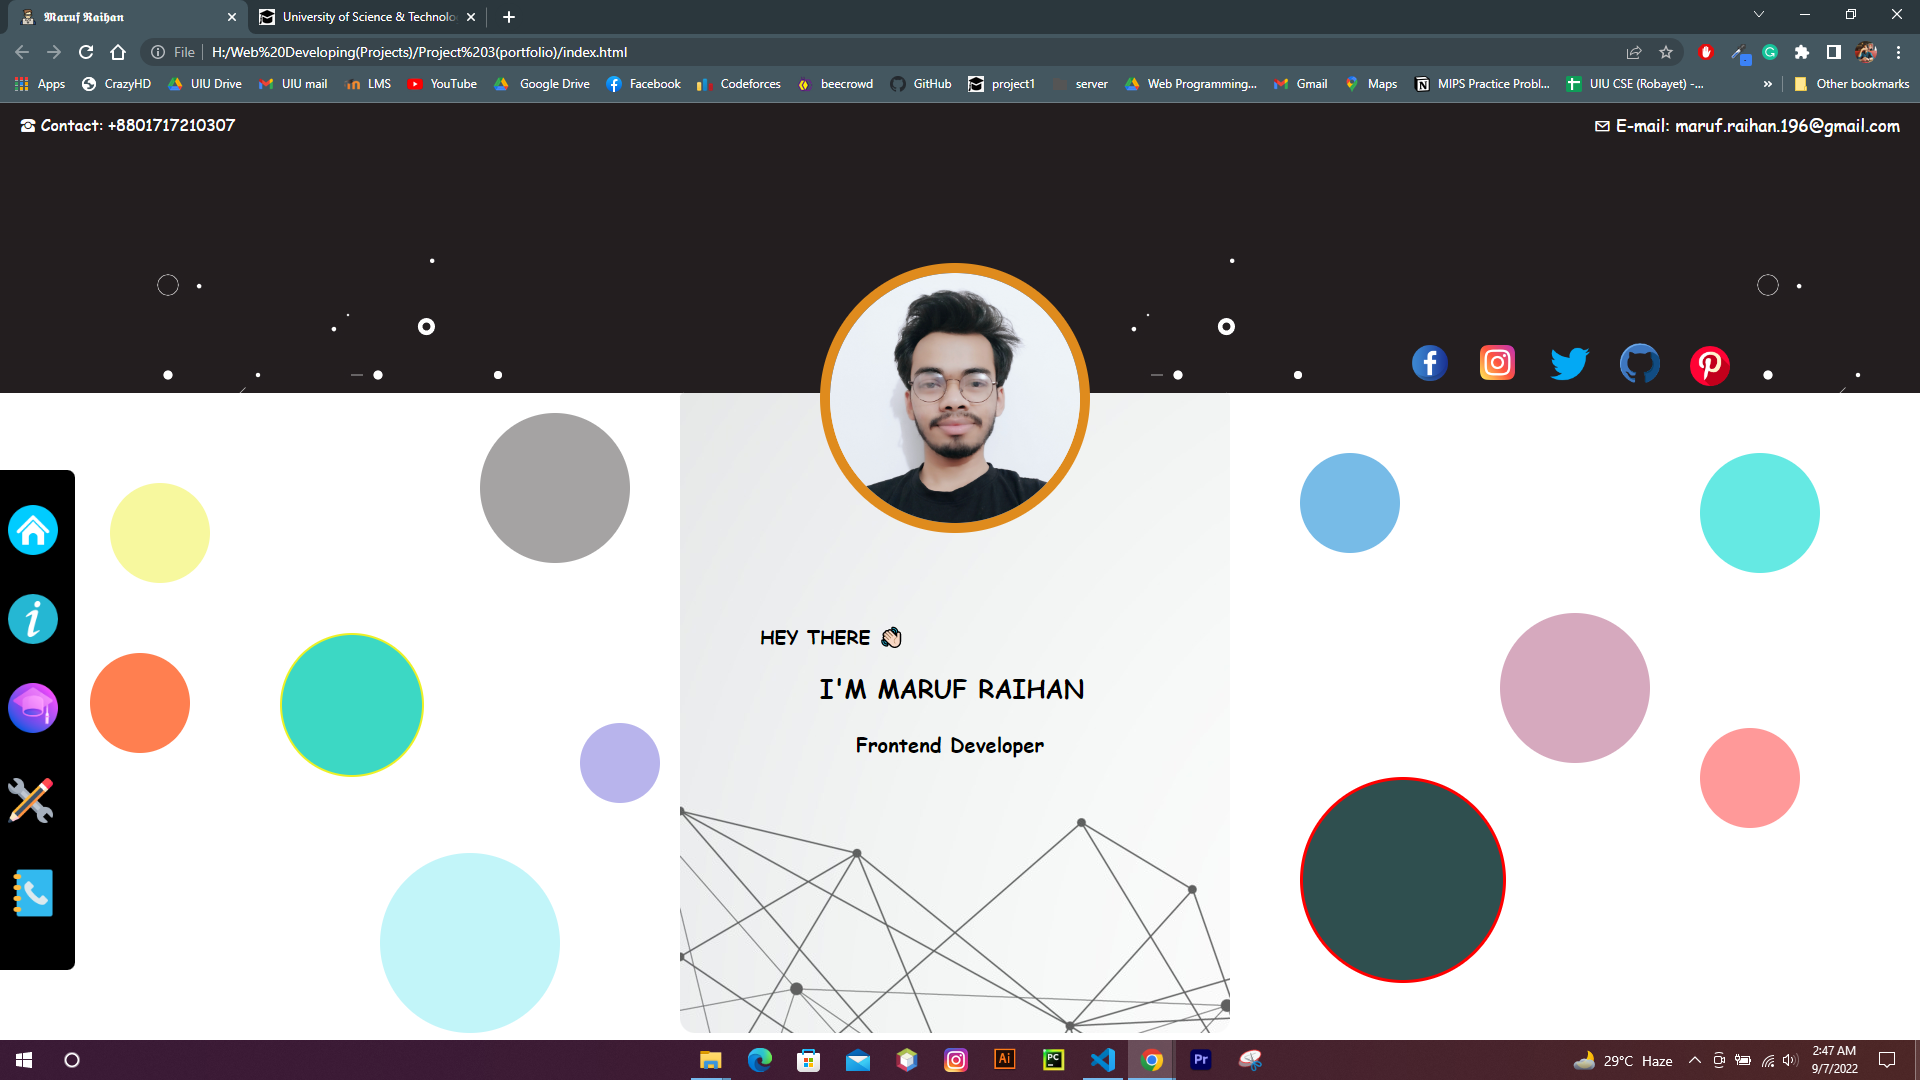 Maruf Raihan
University of Science & Technolo
File
H:/Web%20Developing(Projects)/Project%203(portfolio)/index.html
Apps
CrazyHD
UIU Drive
UIU mail
LMS
YouTube
Google Drive
Facebook
Codeforces
beecrowd
GitHub
project1
server
Web Programming...
Gmail
Maps
MIPS Practice Probl...
UIU CSE (Robayet) -...
»
Other bookmarks
Contact: +8801717210307
E-mail: maruf.raihan.196@gmail.com
HEY THERE 👋🏻
I'M MARUF RAIHAN
Frontend Developer
Ai
PC
Pr
29°C Haze
2:47 AM
9/7/2022